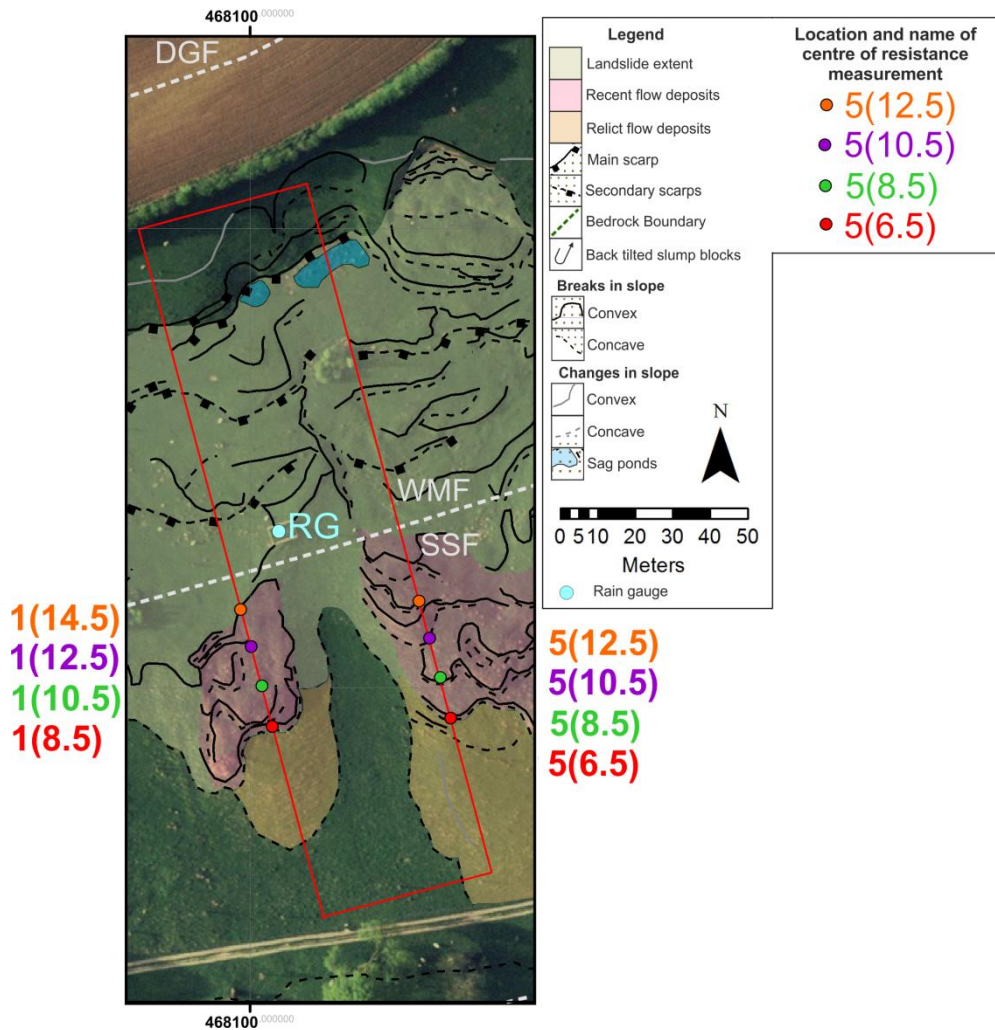 468100.000000
DGF
WMF
RG
SSF
1(14.5)
1(12.5)
1(10.5)
1(8.5)
5(12.5)
5(10.5)
5(8.5)
5(6.5)
468100.000000
Legend
Landslide extent
Recent flow deposits
Relict flow deposits
Main scarp
Secondary scarps
Bedrock Boundary
Back tilted slump blocks
Breaks in slope
Convex
Concave
Changes in slope
Convex
Concave
Sag ponds
N
0 5 10 20 30 40 50
Meters
Rain gauge
Location and name of
centre of resistance
measurement
5(12.5)
5(10.5)
5(8.5)
5(6.5)